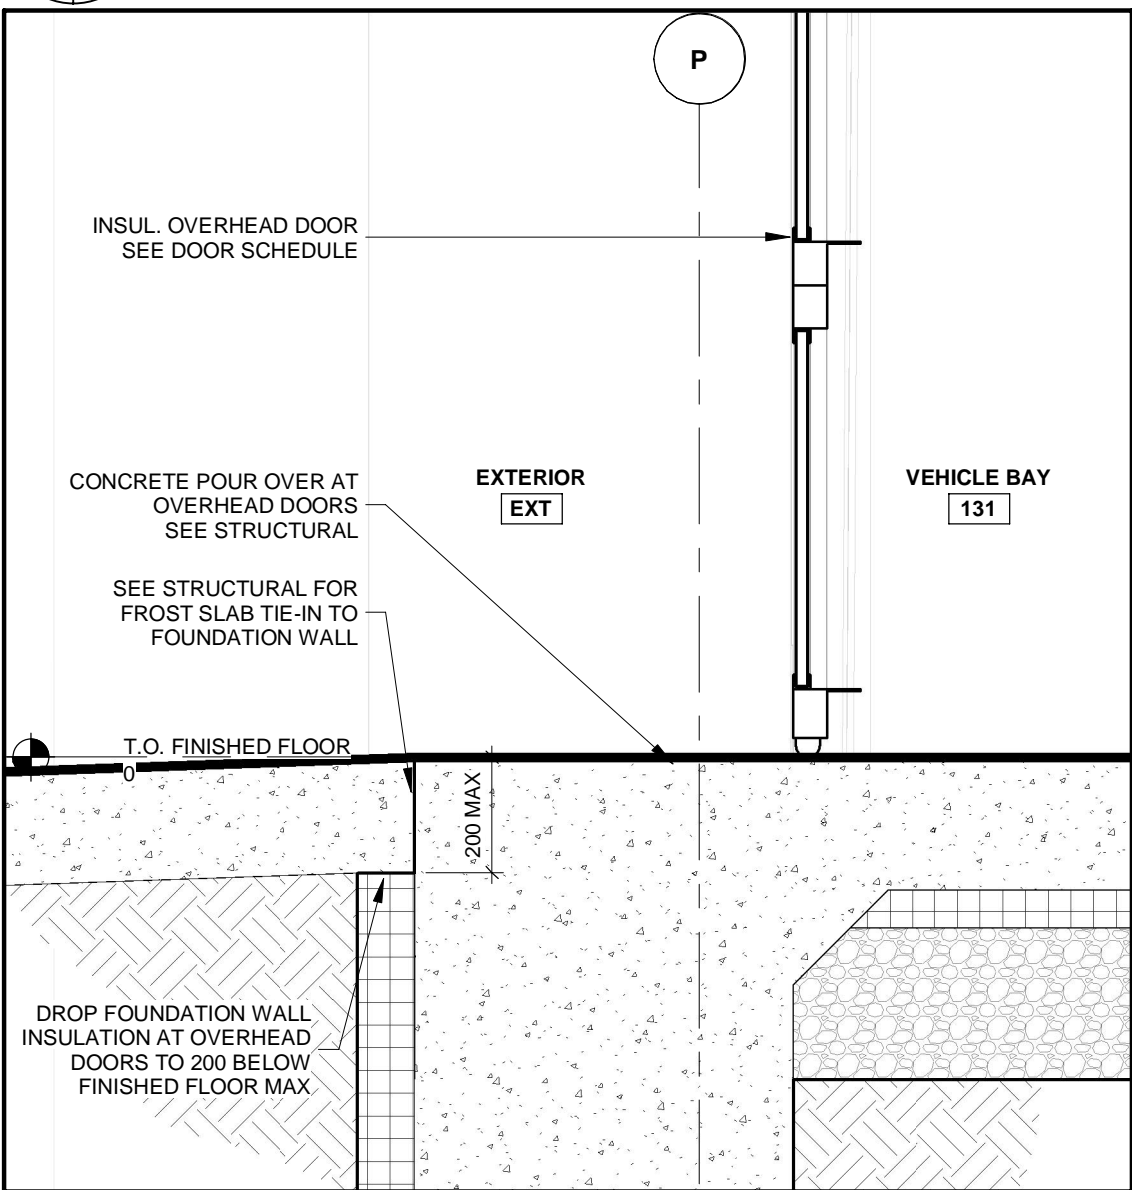 P
INSUL. OVERHEAD DOOR
SEE DOOR SCHEDULE
CONCRETE POUR OVER AT
OVERHEAD DOORS
SEE STRUCTURAL
EXTERIOR
EXT
VEHICLE BAY
131
SEE STRUCTURAL FOR
FROST SLAB TIE-IN TO
FOUNDATION WALL
T.O. FINISHED FLOOR
0
200 MAX
DROP FOUNDATION WALL
INSULATION AT OVERHEAD
DOORS TO 200 BELOW
FINISHED FLOOR MAX